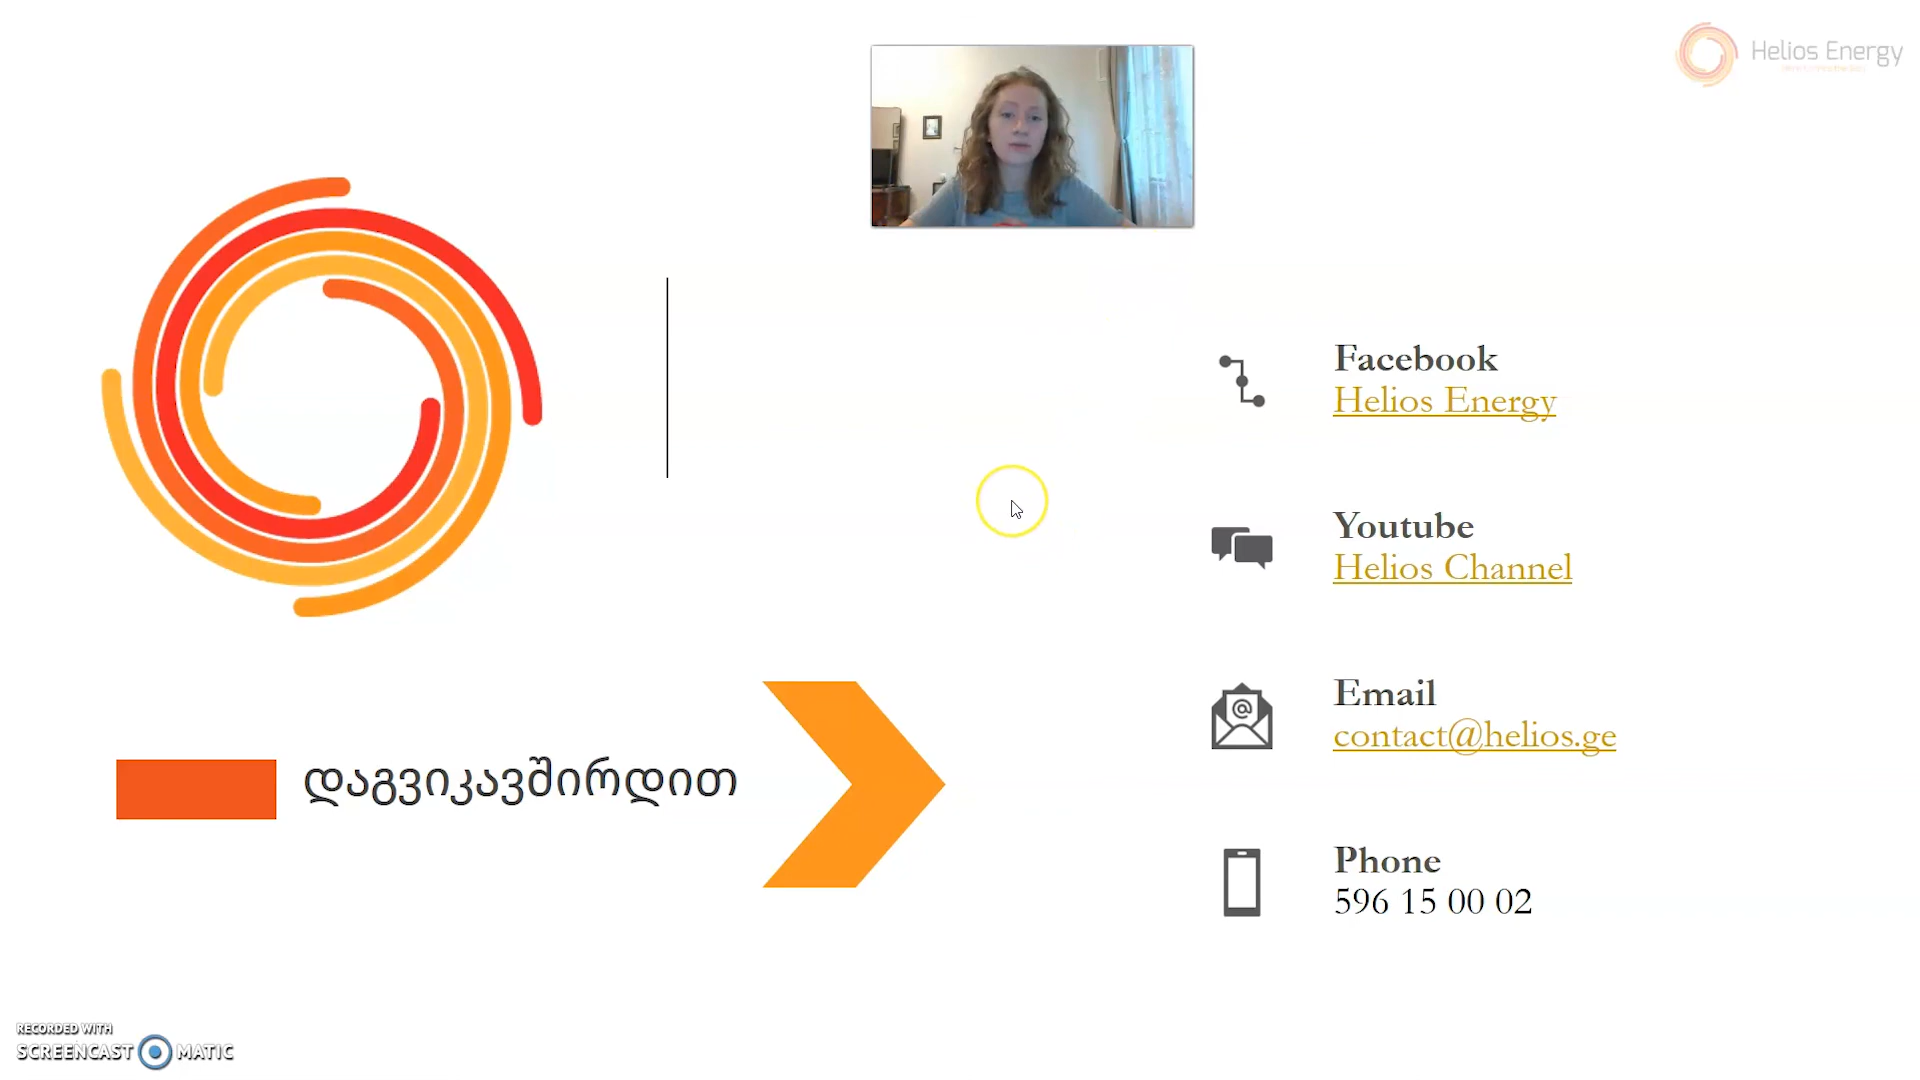 Helios Energy
Facebook
Helios Energy
Youtube
Helios Channel
Email
contact@helios.ge
დაგვიკავშირდით
Phone
596 15 00 02
RECORDED WITH
SCREENCAST MATIC